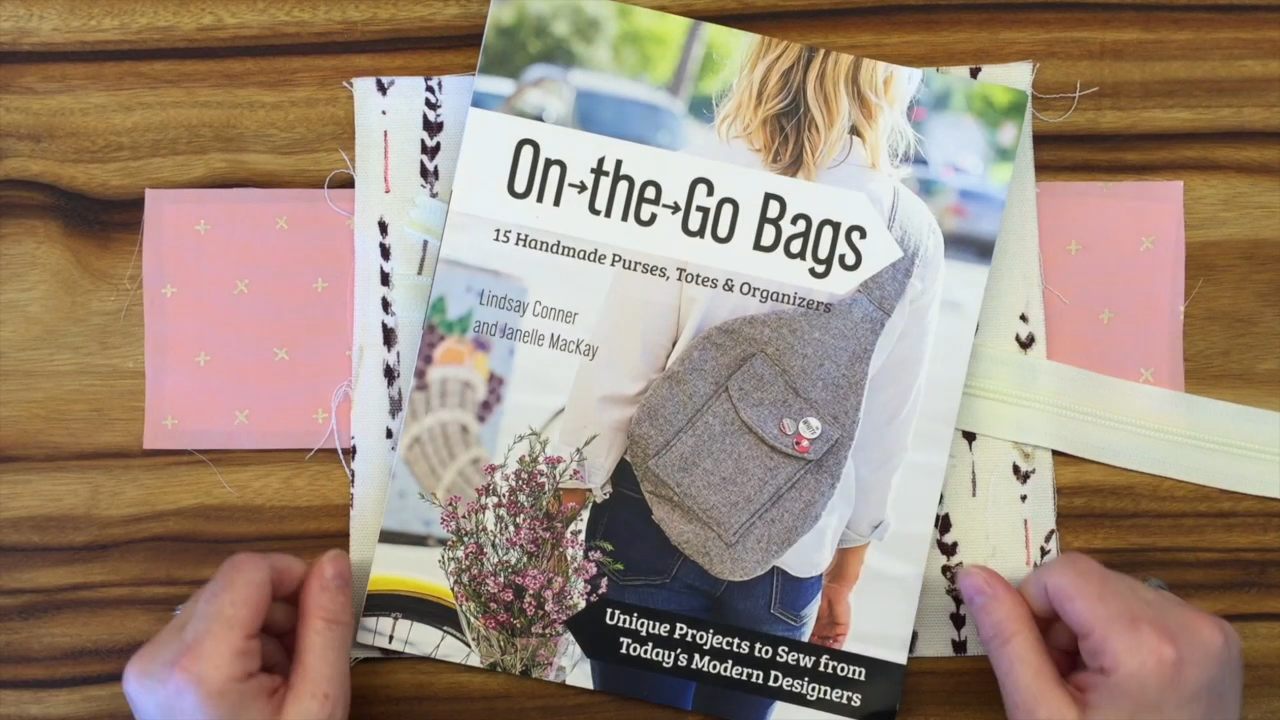 On→the→Go Bags
15 Handmade Purses, Totes & Organizers
Lindsay Conner
and Janelle MacKay
Unique Projects to Sew from
Today's Modern Designers